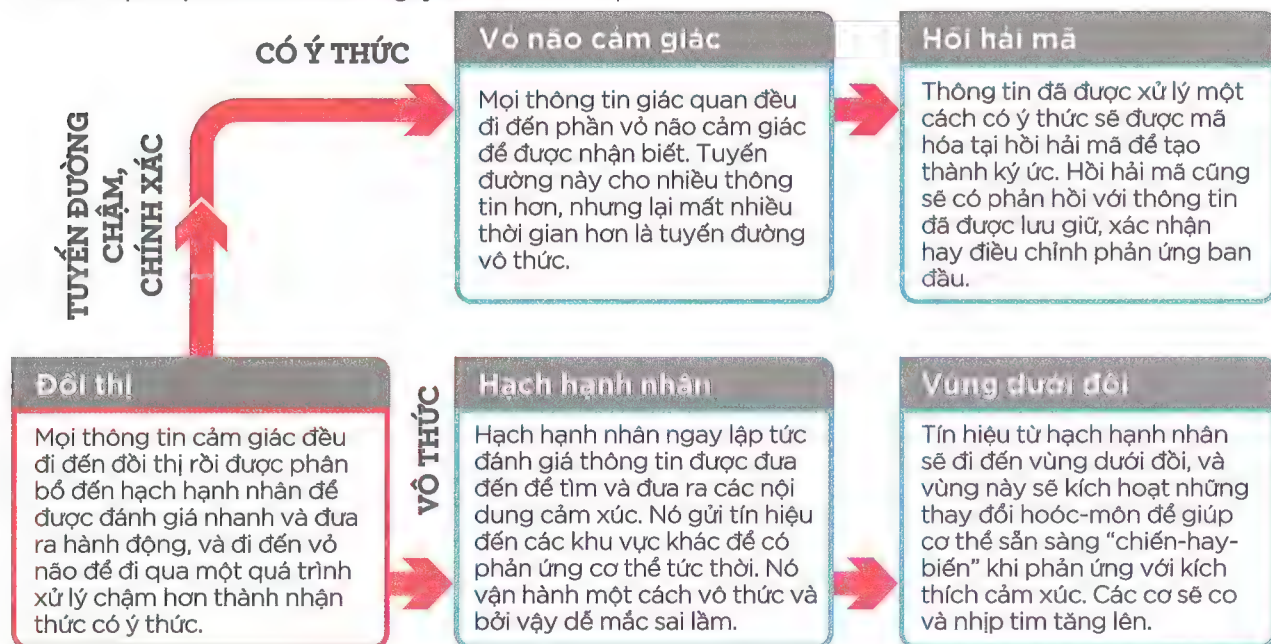 CÓ Ý THỨC
TUYẾN ĐƯỜNG
CHẬM,
CHÍNH XÁC
Vỏ não cảm giác
Mọi thông tin giác quan đều
đi đến phần vỏ não cảm giác
để được nhận biết. Tuyến
đường này cho nhiều thông
tin hơn, nhưng lại mất nhiều
thời gian hơn là tuyến đường
vô thức.
Hồi hải mã
Thông tin đã được xử lý một
cách có ý thức sẽ được mã
hóa tại hồi hải mã để tạo
thành ký ức. Hồi hải mã cũng
sẽ có phản hồi với thông tin
đã được lưu giữ, xác nhận
hay điều chỉnh phản ứng ban
đầu.
Đồi thị
Mọi thông tin cảm giác đều
đi đến đồi thị rồi được phân
bổ đến hạch hạnh nhân để
được đánh giá nhanh và đưa
ra hành động, và đi đến vỏ
não để đi qua một quá trình
xử lý chậm hơn thành nhận
thức có ý thức.
VÔ THỨC
Hạch hạnh nhân
Hạch hạnh nhân ngay lập tức
đánh giá thông tin được đưa
đến để tìm và đưa ra các nội
dung cảm xúc. Nó gửi tín hiệu
đến các khu vực khác để có
phản ứng cơ thể tức thời. Nó
vận hành một cách vô thức và
bởi vậy dễ mắc sai lầm.
Vùng dưới đồi
Tín hiệu từ hạch hạnh nhân
sẽ đi đến vùng dưới đồi, và
vùng này sẽ kích hoạt những
thay đổi hoóc-môn để giúp
cơ thể sẵn sàng “chiến-hay-
biến” khi phản ứng với kích
thích cảm xúc. Các cơ sẽ co
và nhịp tim tăng lên.